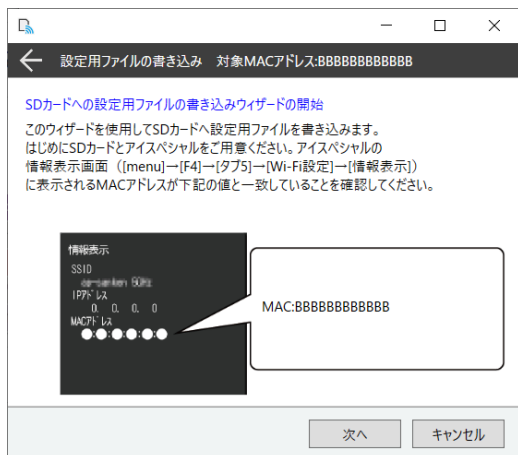 設定用ファイルの書き込み　対象MACアドレス:BBBBBBBBBBBB
SDカードへの設定用ファイルの書き込みウィザードの開始
このウィザードを使用してSDカードへ設定用ファイルを書き込みます。
はじめにSDカードとアイスペシャルをご用意ください。アイスペシャルの
情報表示画面（[menu]→[F4]→[タブ5]→[Wi-Fi設定]→[情報表示]）
に表示されるMACアドレスが下記の値と一致していることを確認してください。
情報表示
SSID
IPｱﾄﾞﾚｽ
0. 0. 0. 0
MACｱﾄﾞﾚｽ
MAC:BBBBBBBBBBBB
次へ
キャンセル